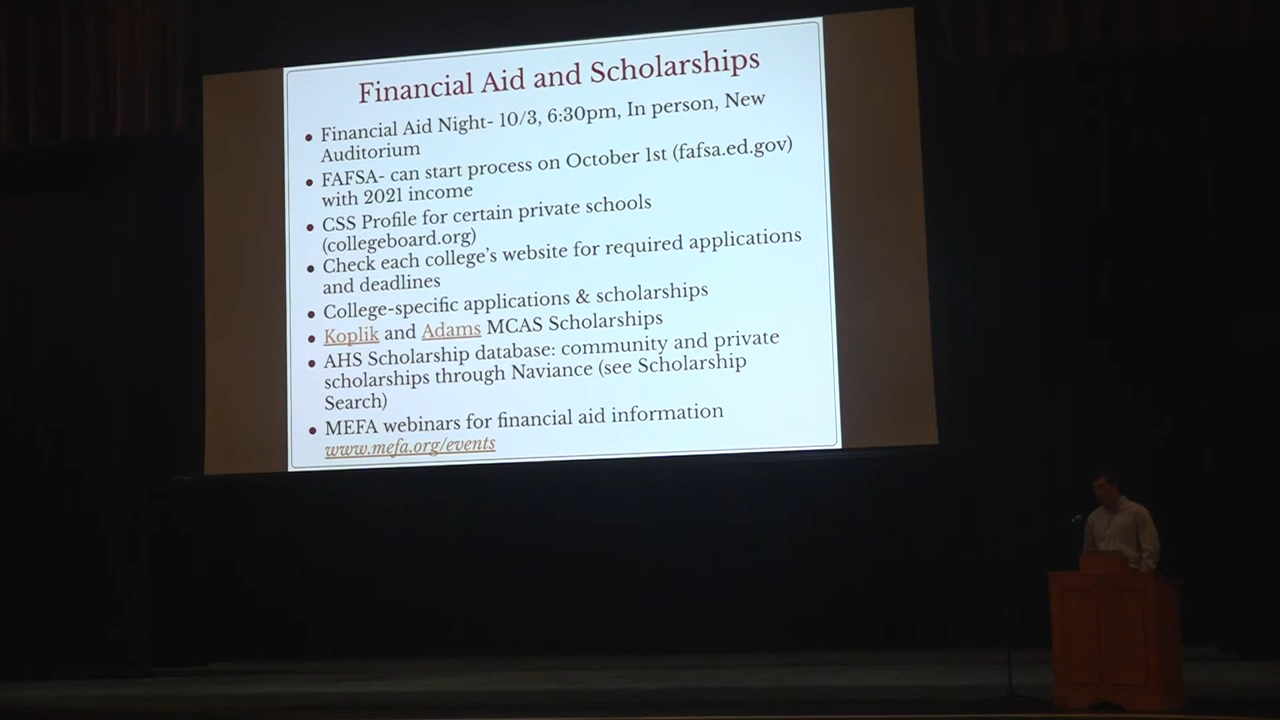 Financial Aid and Scholarships
Financial Aid Night- 10/3, 6:30pm, In person, New
Auditorium
FAFSA- can start process on October 1st (fafsa.ed.gov)
with 2021 income
CSS Profile for certain private schools
(collegeboard.org)
Check each college's website for required applications
and deadlines
College-specific applications & scholarships
Koplik and Adams MCAS Scholarships
AHS Scholarship database: community and private
scholarships through Naviance (see Scholarship
Search)
MEFA webinars for financial aid information
www.mefa.org/events